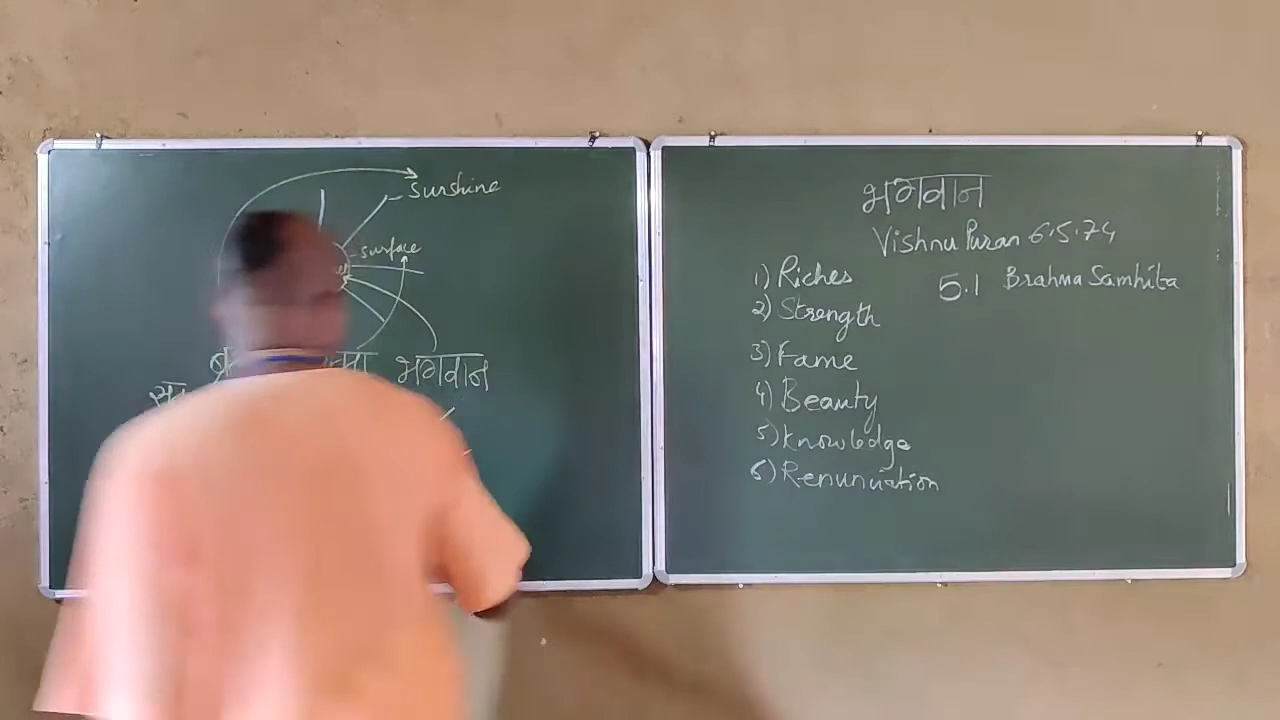 Sunshine
surface
भगवान
भगवान
Vishnu Puran 6.5.74
5.1 Brahma Samhita
1) Riches
2) Strength
3) Fame
4) Beauty
5) Knowledge
6) Renunuation